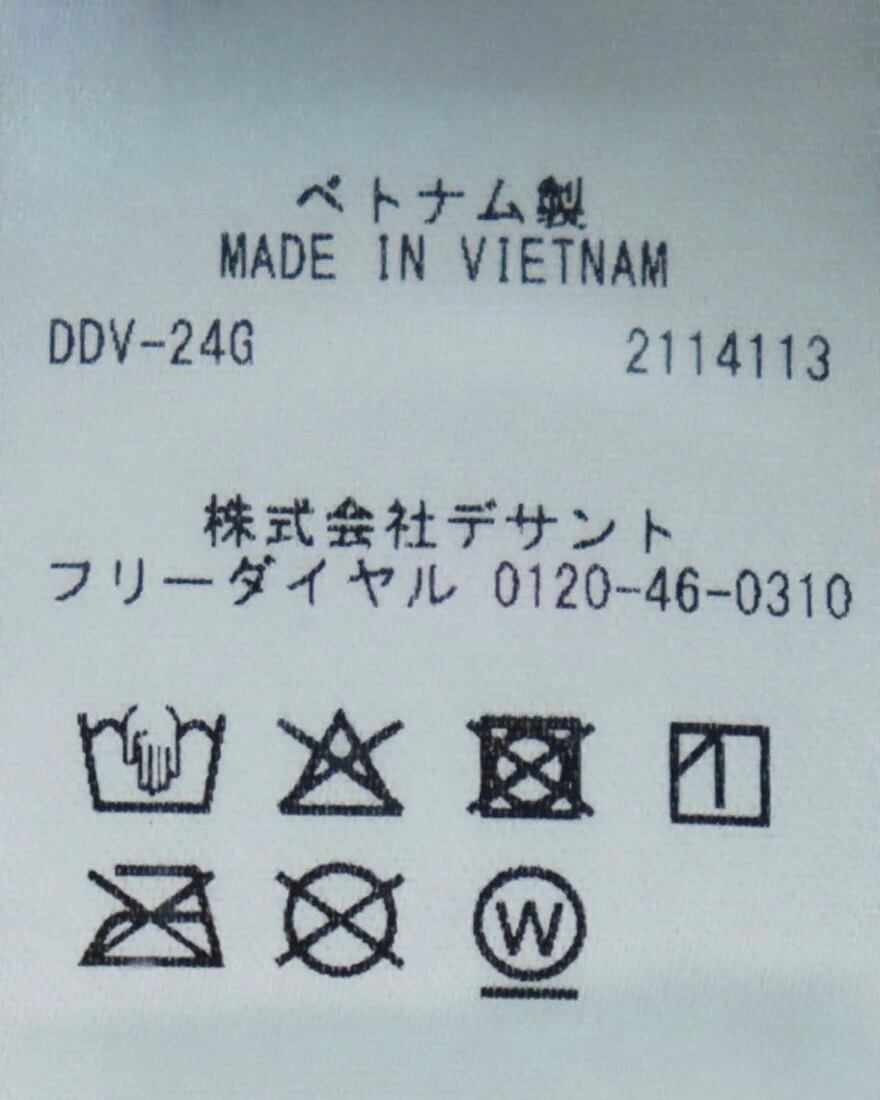 ベトナム製
MADE IN VIETNAM
DDV-24G 2114113
株式会社デサント
フリーダイヤル 0120-46-0310
W